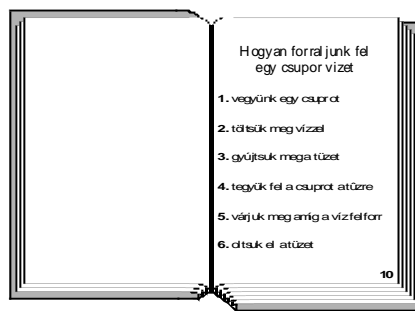 Hogyan forraljunk fel
egy csupor vizet
1. vegyünk egy csuprot
2. töltsük meg vízzel
3. gyújtsuk meg a tüzet
4. tegyük fel a csuprot a tûzre
5. várjuk meg amíg a víz felforr
6. oltsuk el a tüzet
10